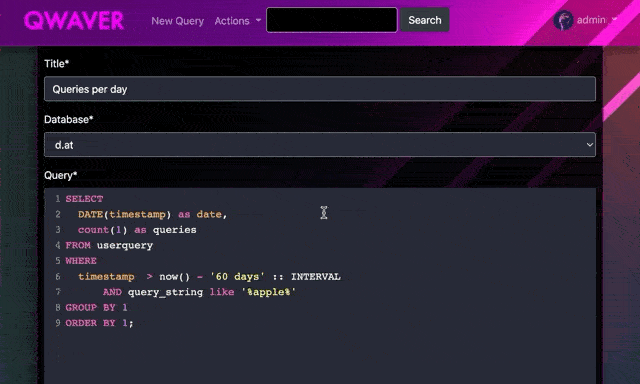 QWAVER New Query Actions Search admin
Title*
Queries per day
Database*
d.at
Query*
1 SELECT
2 DATE(timestamp) as date,
3 count(1) as queries
4 FROM userquery
5 WHERE
6 timestamp > now() - '60 days' :: INTERVAL
7 AND query_string like '%apple%'
8 GROUP BY 1
9 ORDER BY 1;